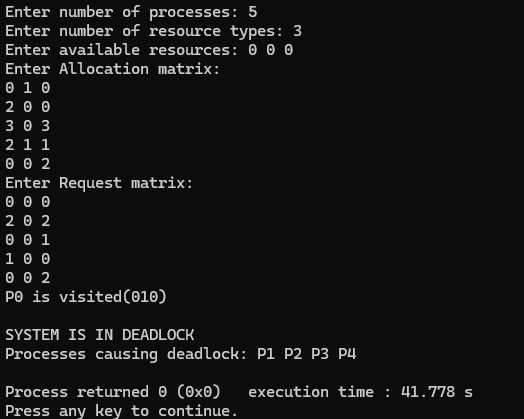 Enter number of processes: 5
Enter number of resource types: 3
Enter available resources: 0 0 0
Enter Allocation matrix:
0 1 0
2 0 0
3 0 3
2 1 1
0 0 2
Enter Request matrix:
0 0 0
2 0 2
0 0 1
1 0 0
0 0 2
P0 is visited(010)
SYSTEM IS IN DEADLOCK
Processes causing deadlock: P1 P2 P3 P4
Process returned 0 (0x0)   execution time : 41.778 s
Press any key to continue.